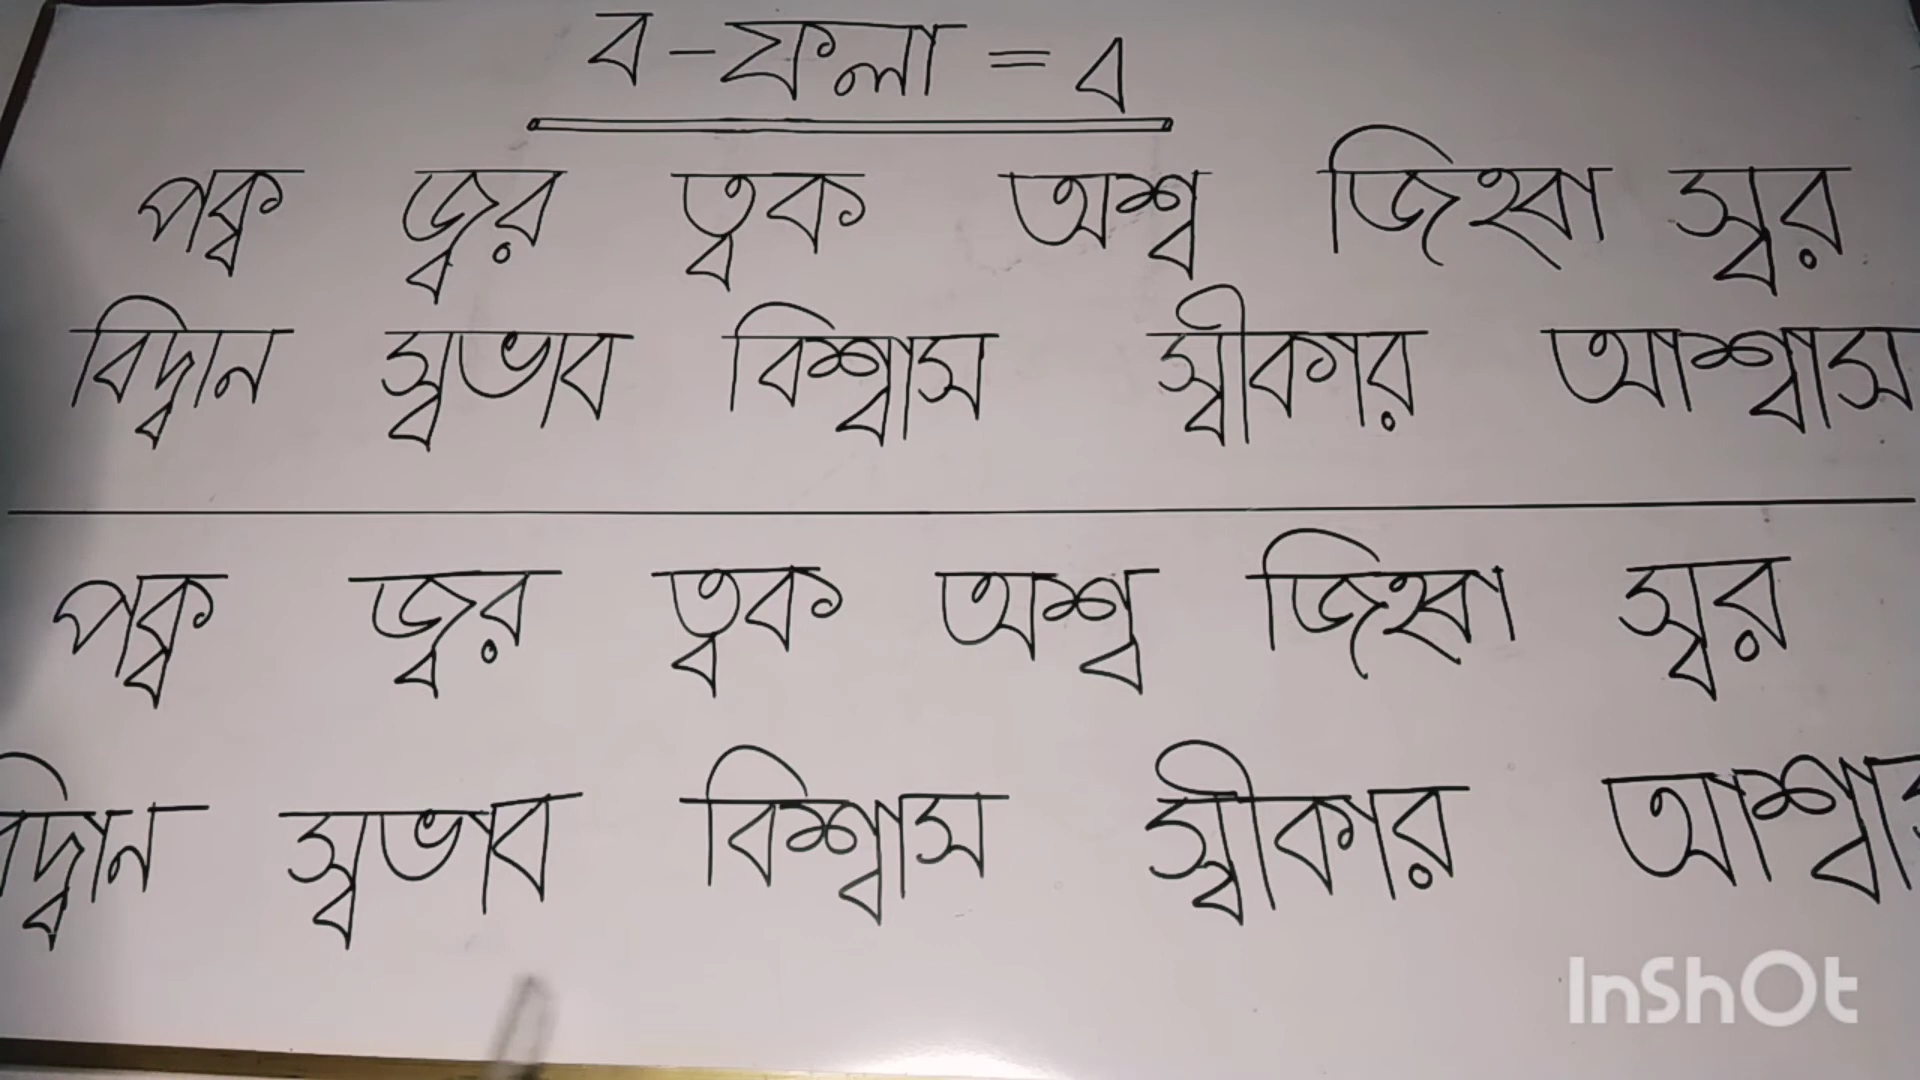 ব-ফলা = ব
পক্ব জ্বর ত্বক অশ্ব জিহ্বা স্বর
বিদ্বান স্বভাব বিশ্বাস স্বীকার আশ্বাস
পক্ব জ্বর ত্বক অশ্ব জিহ্বা স্বর
বিদ্বান স্বভাব বিশ্বাস স্বীকার
InShOt